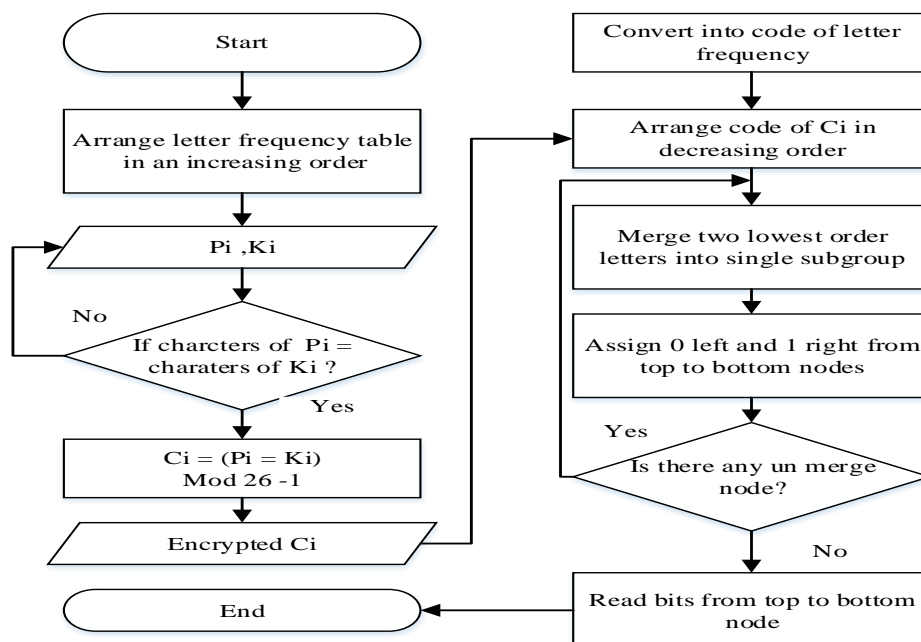 Start
Arrange letter frequency table
in an increasing order
Pi ,Ki
No
If charcters of Pi =
charaters of Ki ?
Yes
Ci = (Pi = Ki)
Mod 26 -1
Encrypted Ci
End
Convert into code of letter
frequency
Arrange code of Ci in
decreasing order
Merge two lowest order
letters into single subgroup
Assign 0 left and 1 right from
top to bottom nodes
Yes
Is there any un merge
node?
No
Read bits from top to bottom
node